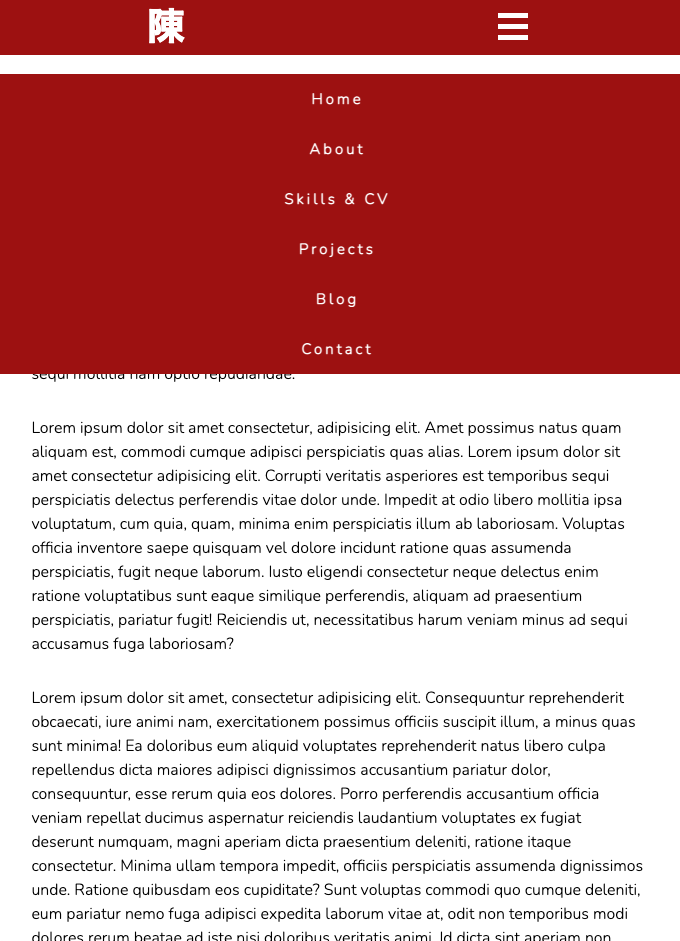 陳
Home
About
Skills & CV
Projects
Blog
Contact
sequi mollitia nam optio repudiandae.
Lorem ipsum dolor sit amet consectetur, adipisicing elit. Amet possimus natus quam
aliquam est, commodi cumque adipisci perspiciatis quas alias. Lorem ipsum dolor sit
amet consectetur adipisicing elit. Corrupti veritatis asperiores est temporibus sequi
perspiciatis delectus perferendis vitae dolor unde. Impedit at odio libero mollitia ipsa
voluptatum, cum quia, quam, minima enim perspiciatis illum ab laboriosam. Voluptas
officia inventore saepe quisquam vel dolore incidunt ratione quas assumenda
perspiciatis, fugit neque laborum. Iusto eligendi consectetur neque delectus enim
ratione voluptatibus sunt eaque similique perferendis, aliquam ad praesentium
perspiciatis, pariatur fugit! Reiciendis ut, necessitatibus harum veniam minus ad sequi
accusamus fuga laboriosam?
Lorem ipsum dolor sit amet, consectetur adipisicing elit. Consequuntur reprehenderit
obcaecati, iure animi nam, exercitationem possimus officiis suscipit illum, a minus quas
sunt minima! Ea doloribus eum aliquid voluptates reprehenderit natus libero culpa
repellendus dicta maiores adipisci dignissimos accusantium pariatur dolor,
consequuntur, esse rerum quia eos dolores. Porro perferendis accusantium officia
veniam repellat ducimus aspernatur reiciendis laudantium voluptates ex fugiat
deserunt numquam, magni aperiam dicta praesentium deleniti, ratione itaque
consectetur. Minima ullam tempora impedit, officiis perspiciatis assumenda dignissimos
unde. Ratione quibusdam eos cupiditate? Sunt voluptas commodi quo cumque deleniti,
eum pariatur nemo fuga adipisci expedita laborum vitae at, odit non temporibus modi
dolores rerum beatae ad iste nisi doloribus veritatis animi. Id dicta sint aperiam non